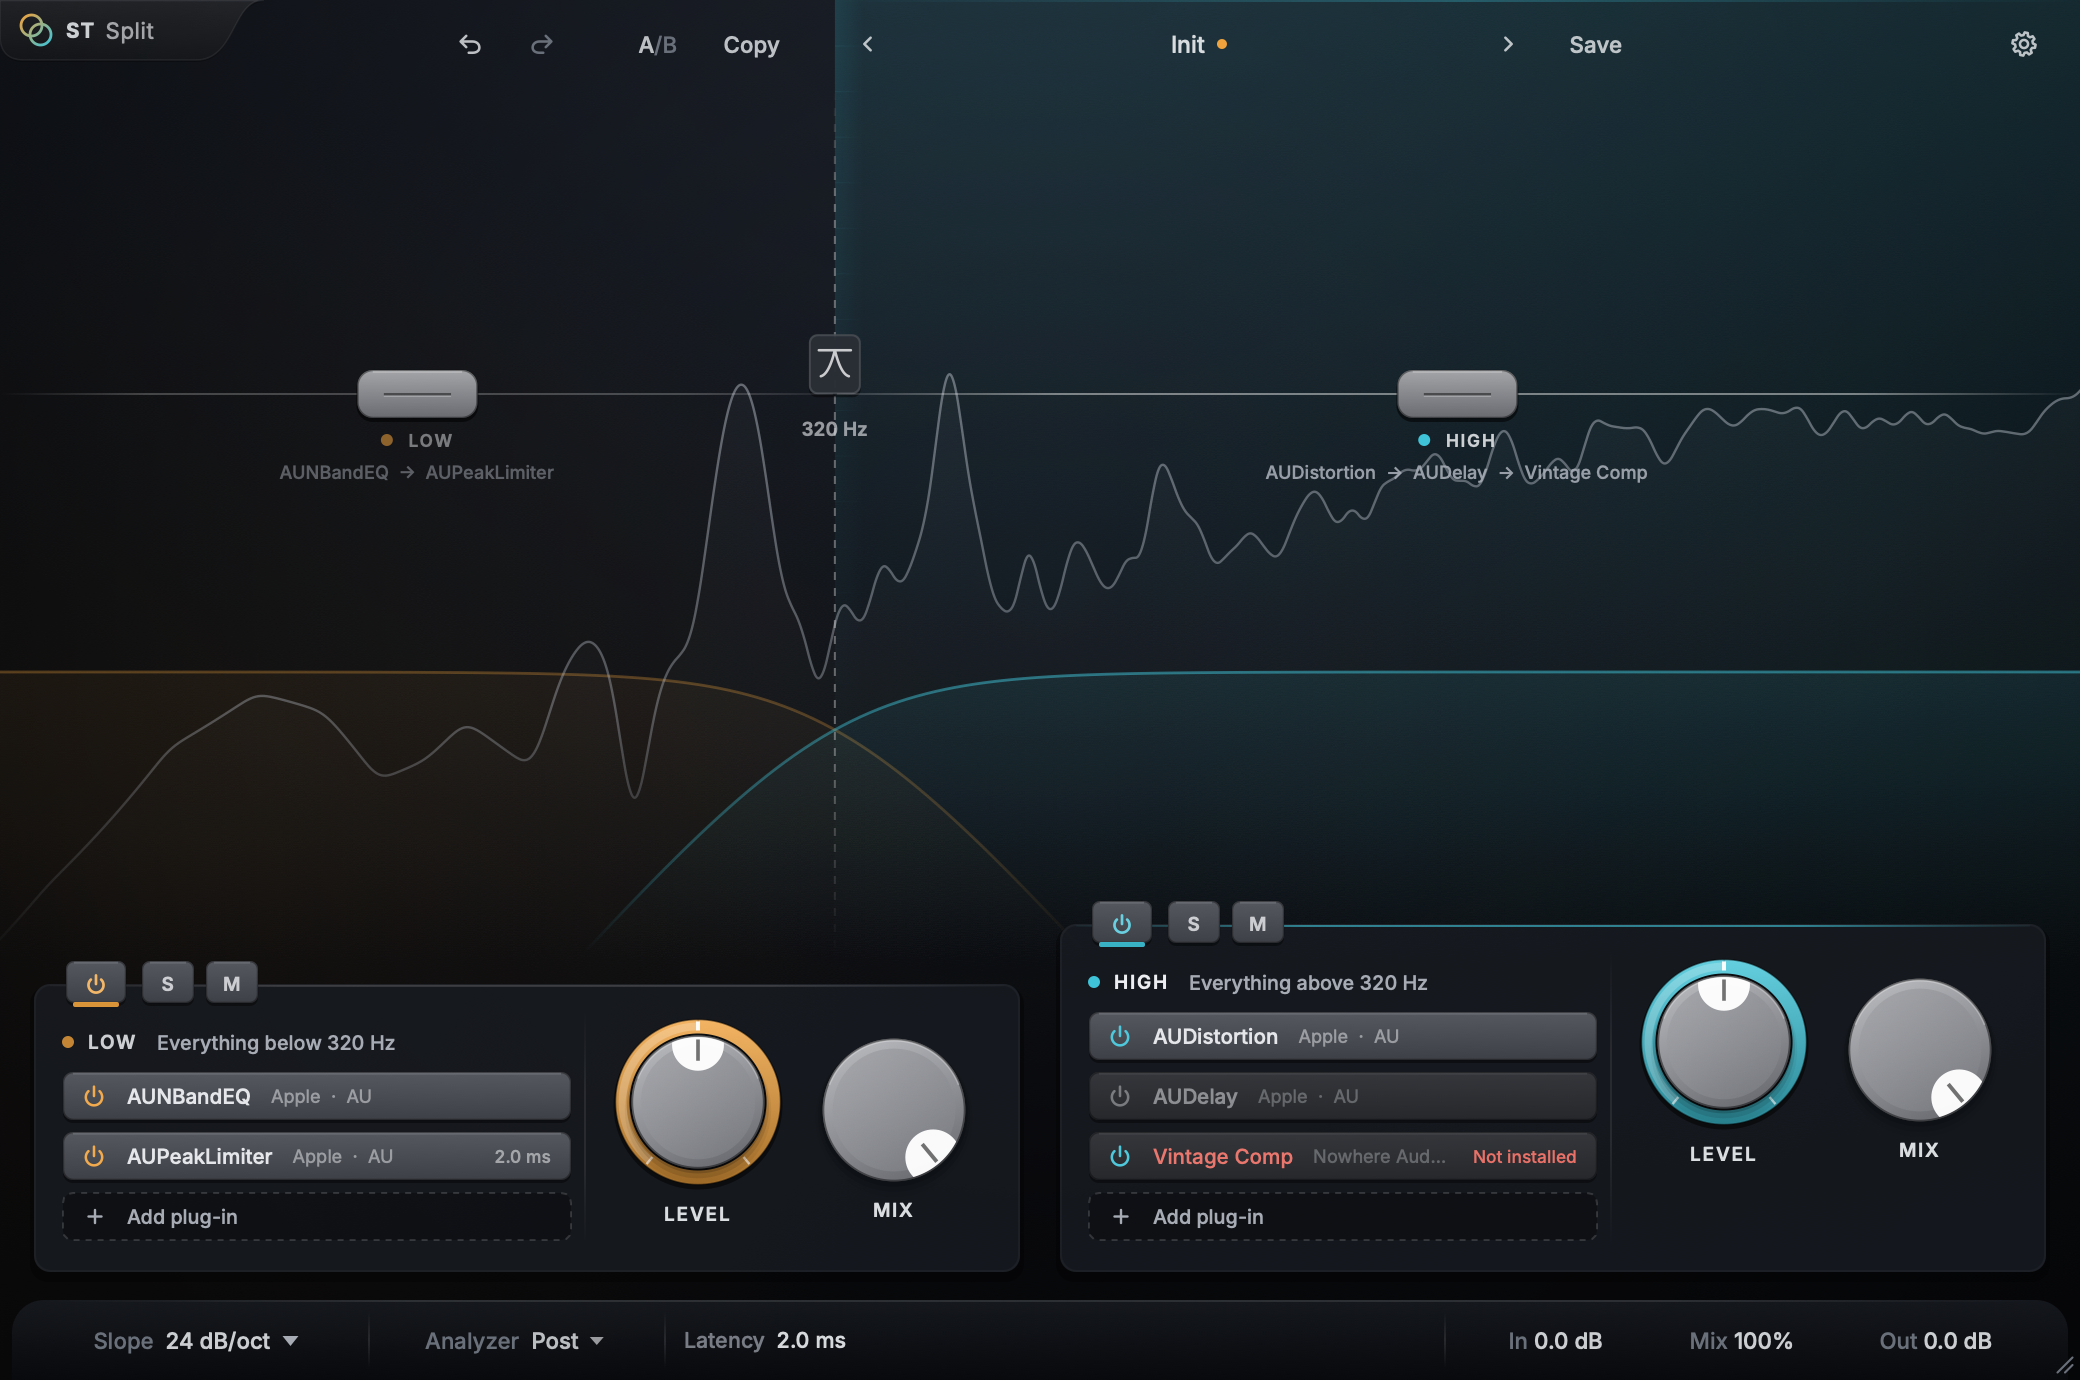 ST Split
A/B Copy
Init
Save
320 Hz
LOW
AUNBandEQ → AUPeakLimiter
HIGH
AUDistortion → AUDelay → Vintage Comp
S M
LOW Everything below 320 Hz
AUNBandEQ Apple · AU
AUPeakLimiter Apple · AU 2.0 ms
+ Add plug-in
LEVEL
MIX
S M
HIGH Everything above 320 Hz
AUDistortion Apple · AU
AUDelay Apple · AU
Vintage Comp Nowhere Aud... Not installed
+ Add plug-in
LEVEL
MIX
Slope 24 dB/oct
Analyzer Post
Latency 2.0 ms
In 0.0 dB
Mix 100%
Out 0.0 dB